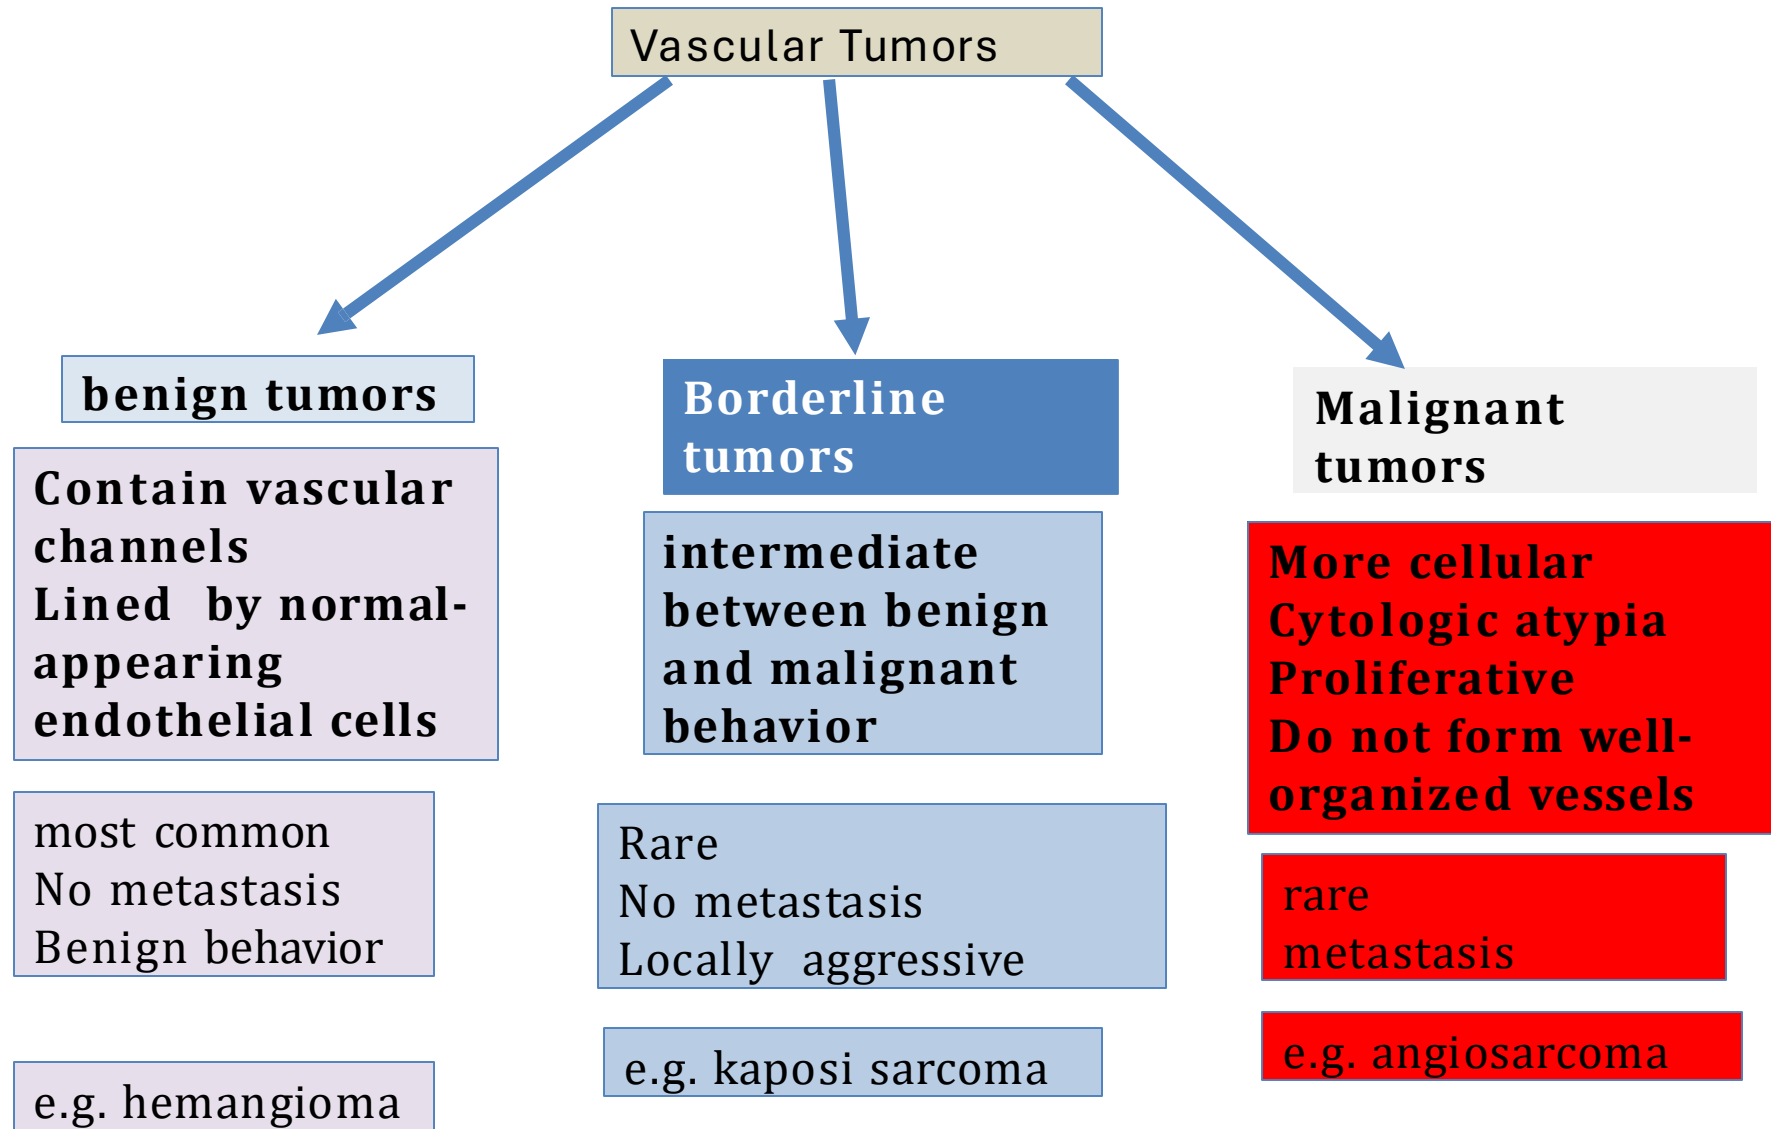 Vascular Tumors
benign tumors
Contain vascular
channels
Lined by normal-
appearing
endothelial cells
most common
No metastasis
Benign behavior
e.g. hemangioma
Borderline
tumors
intermediate
between benign
and malignant
behavior
Rare
No metastasis
Locally aggressive
e.g. kaposi sarcoma
Malignant
tumors
More cellular
Cytologic atypia
Proliferative
Do not form well-
organized vessels
rare
metastasis
e.g. angiosarcoma